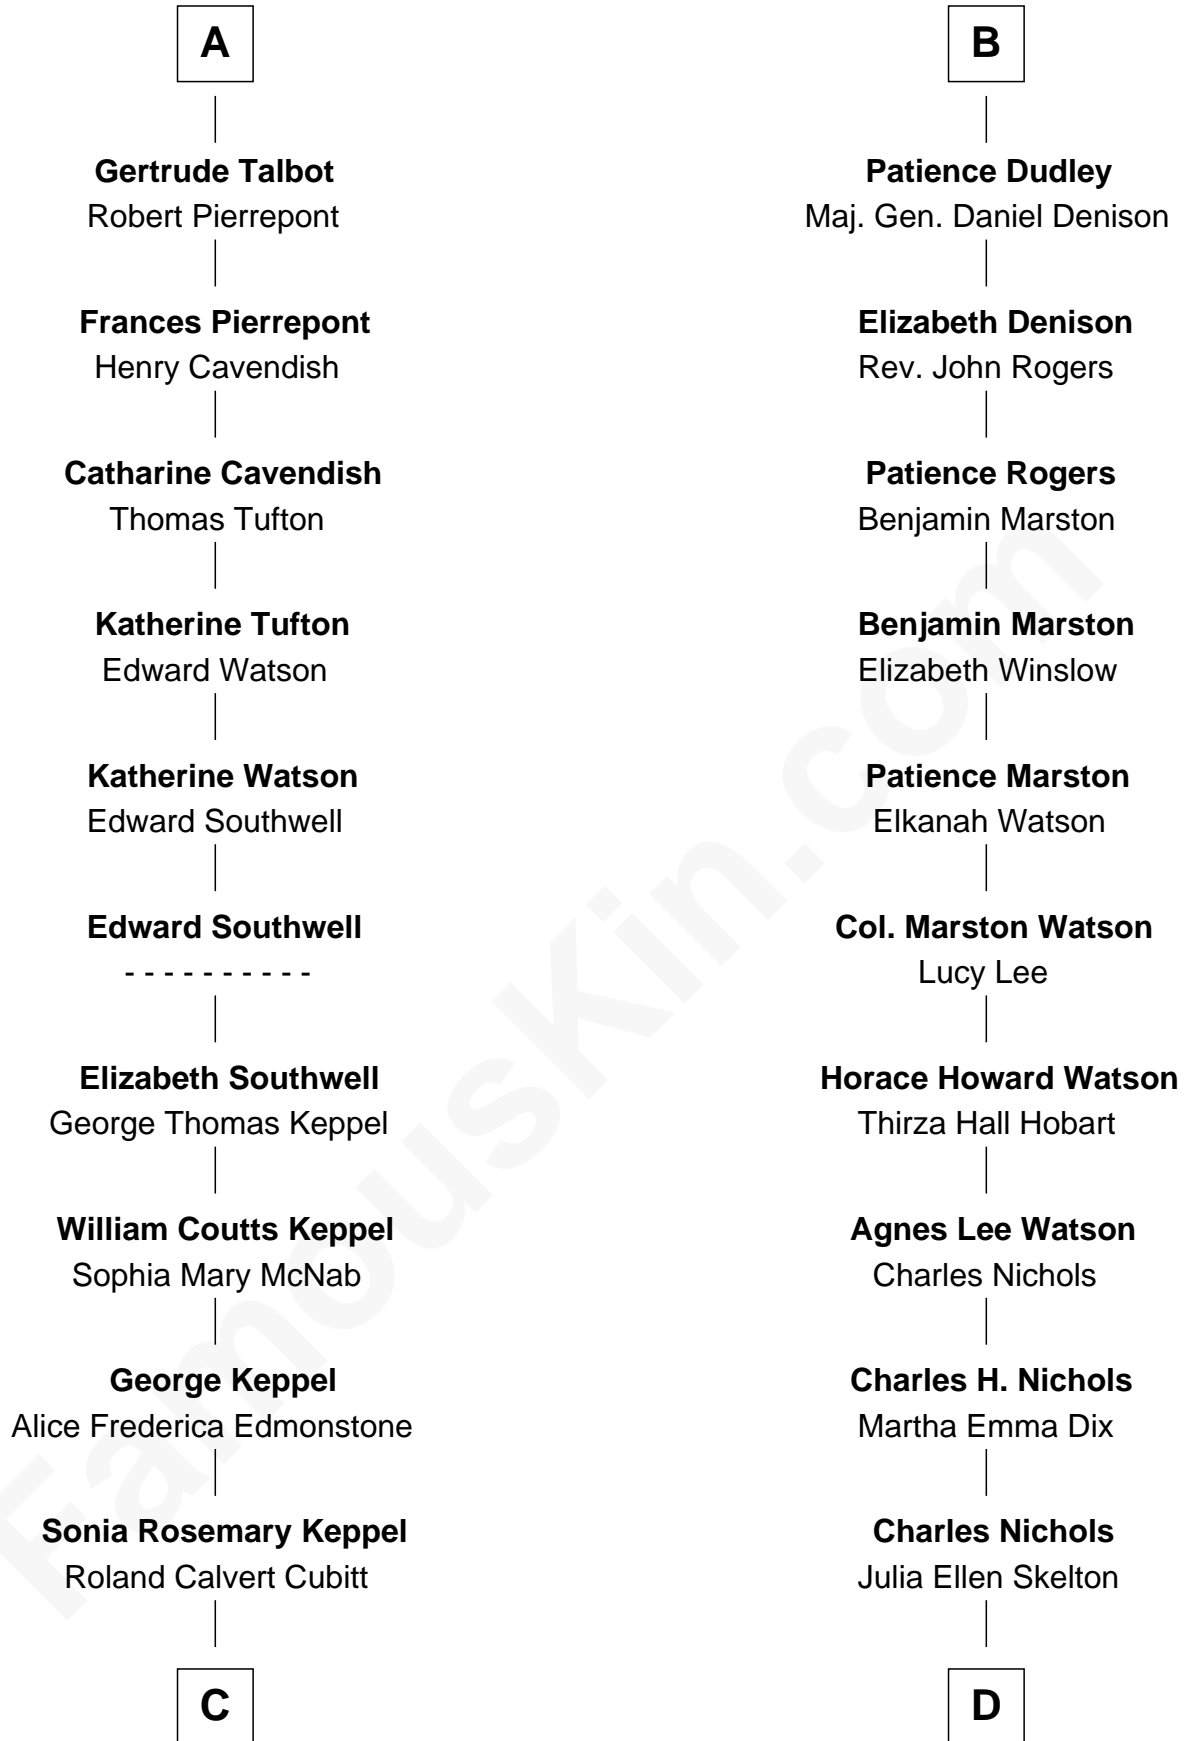 A
Gertrude Talbot
Robert Pierrepont
Frances Pierrepont
Henry Cavendish
Catharine Cavendish
Thomas Tufton
Katherine Tufton
Edward Watson
Katherine Watson
Edward Southwell
Edward Southwell
- - - - - - - - - -
Elizabeth Southwell
George Thomas Keppel
William Coutts Keppel
Sophia Mary McNab
George Keppel
Alice Frederica Edmonstone
Sonia Rosemary Keppel
Roland Calvert Cubitt
C
B
Patience Dudley
Maj. Gen. Daniel Denison
Elizabeth Denison
Rev. John Rogers
Patience Rogers
Benjamin Marston
Benjamin Marston
Elizabeth Winslow
Patience Marston
Elkanah Watson
Col. Marston Watson
Lucy Lee
Horace Howard Watson
Thirza Hall Hobart
Agnes Lee Watson
Charles Nichols
Charles H. Nichols
Martha Emma Dix
Charles Nichols
Julia Ellen Skelton
D
FamousKin.com